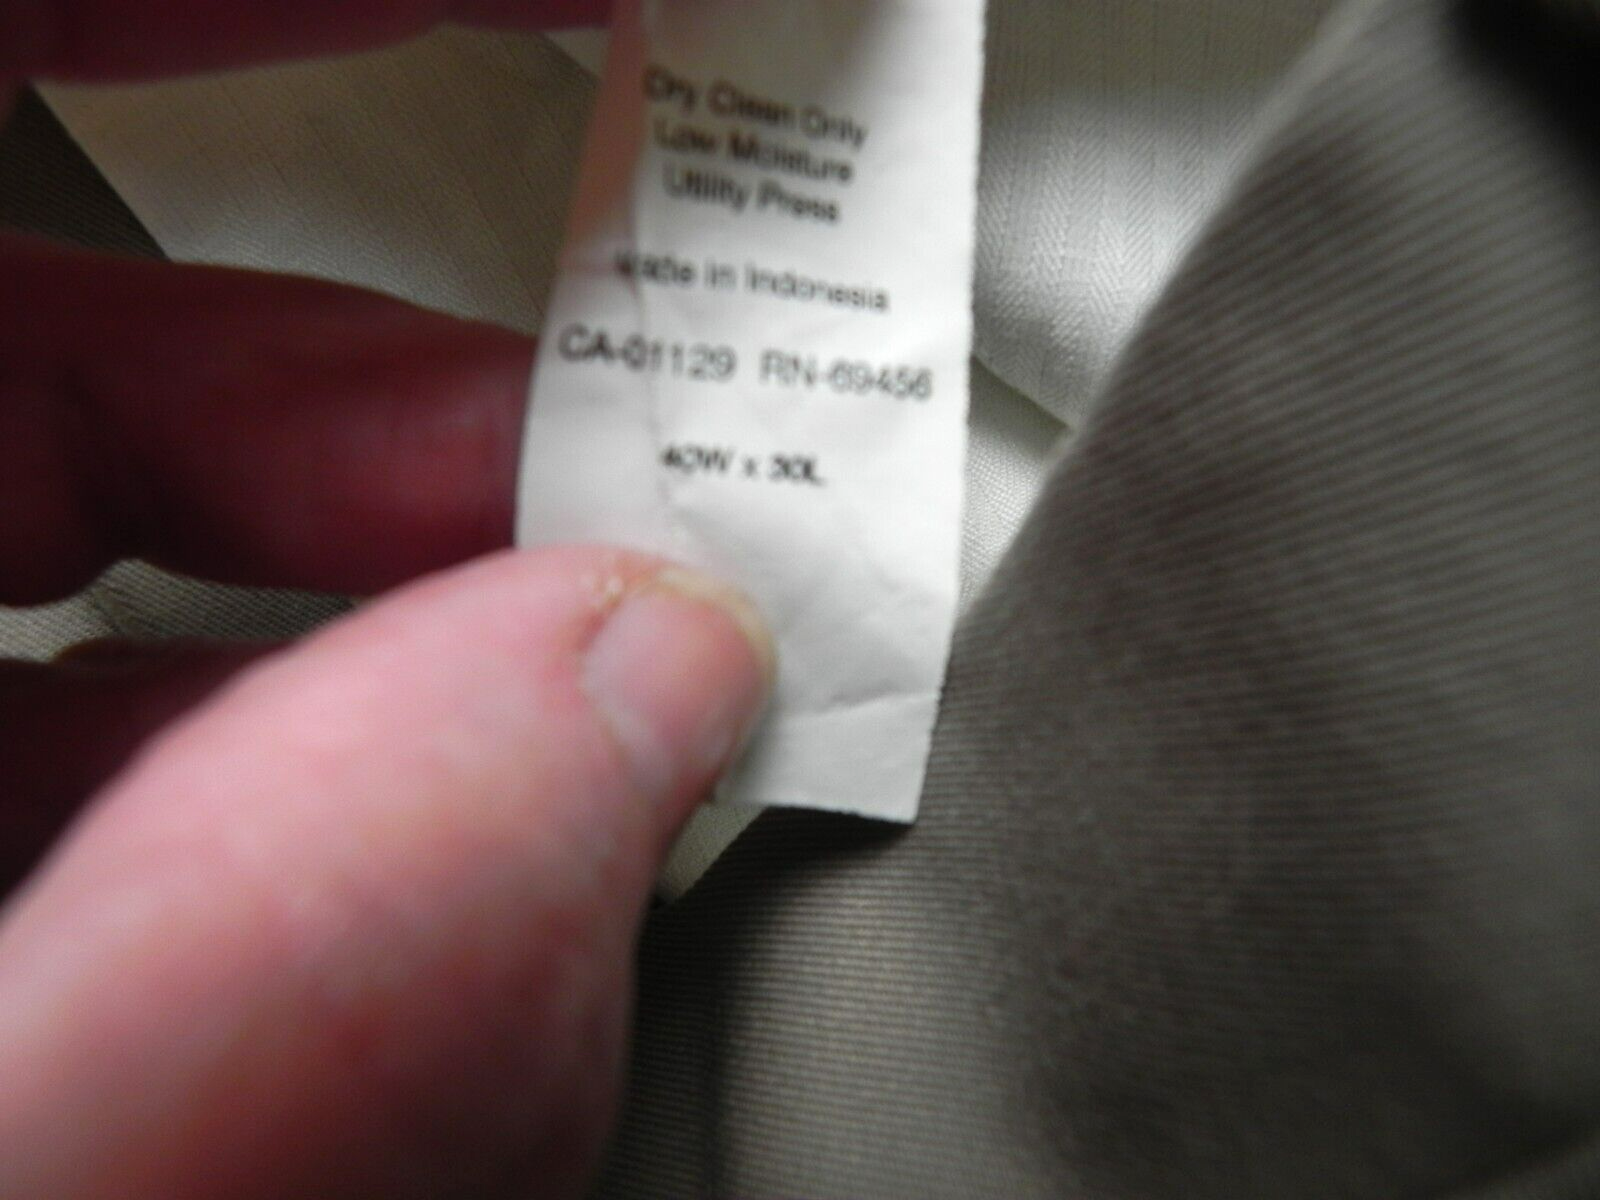 Dry Clean Only
Low Moisture
Utility Press
Made in Indonesia
CA-01129 RN-69456
40W x 30L